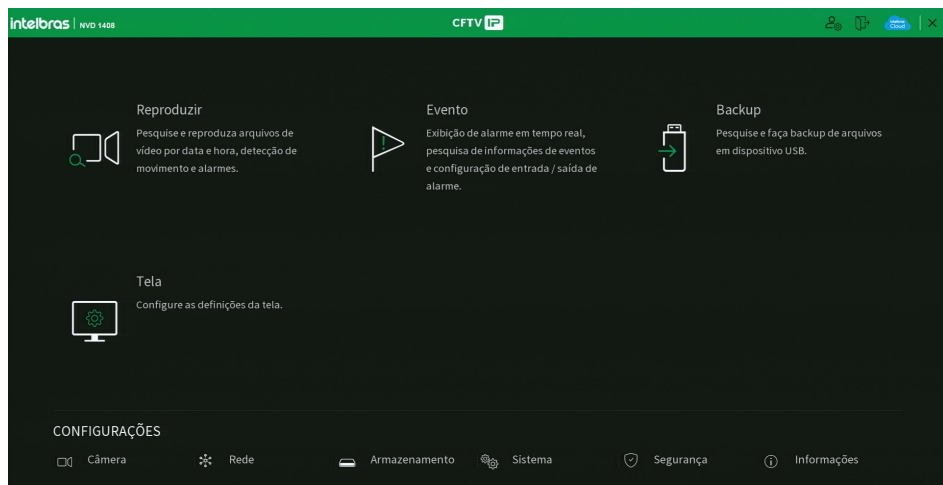 intelbras | NVD 1408
CFTV IP
intelbras
Cloud
Reproduzir
Pesquise e reproduza arquivos de
vídeo por data e hora, detecção de
movimento e alarmes.
Evento
Exibição de alarme em tempo real,
pesquisa de informações de eventos
e configuração de entrada / saída de
alarme.
Backup
Pesquise e faça backup de arquivos
em dispositivo USB.
Tela
Configure as definições da tela.
CONFIGURAÇÕES
Câmera
Rede
Armazenamento
Sistema
Segurança
Informações